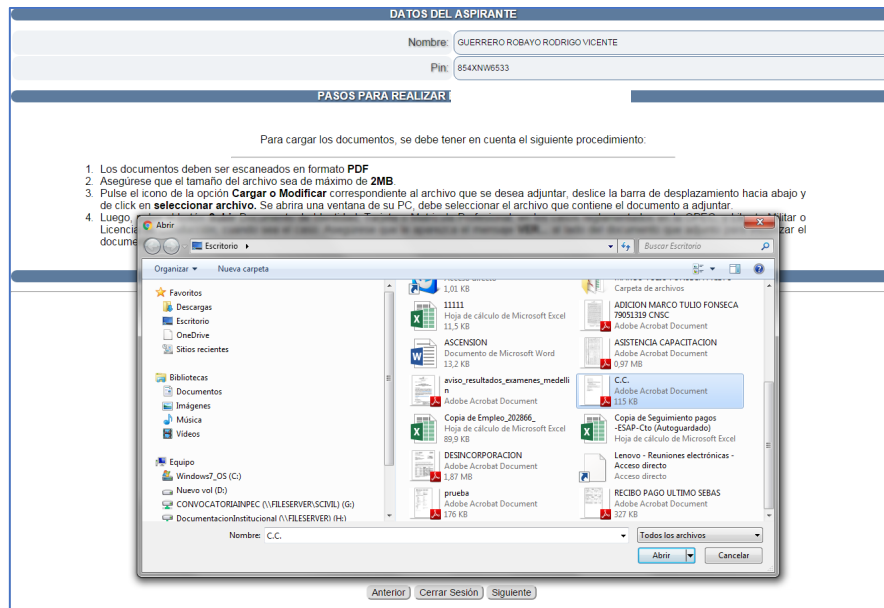 DATOS DEL ASPIRANTE
Nombre: GUERRERO ROBAYO RODRIGO VICENTE
Pin: 854XNW6533
PASOS PARA REALIZAR
Para cargar los documentos, se debe tener en cuenta el siguiente procedimiento:
1. Los documentos deben ser escaneados en formato PDF
2. Asegúrese que el tamaño del archivo sea de máximo de 2MB.
3. Pulse el icono de la opción Cargar o Modificar correspondiente al archivo que se desea adjuntar, deslice la barra de desplazamiento hacia abajo y
de click en seleccionar archivo. Se abrira una ventana de su PC, debe seleccionar el archivo que contiene el documento a adjuntar.
4. Luego,
Abrir
Escritorio
Buscar Escritorio
Organizar
Nueva carpeta
Favoritos
Descargas
Escritorio
OneDrive
Sitios recientes
Bibliotecas
Documentos
Imágenes
Música
Vídeos
Equipo
Windows7_OS (C:)
Nuevo vol (D:)
CONVOCATORIAINPEC (\\FILESERVER\SCIVIL) (G:)
DocumentacionInstitucional (\\FILESERVER) (H:)
1,01 KB
11111
Hoja de cálculo de Microsoft Excel
11,5 KB
ASCENSION
Documento de Microsoft Word
13,2 KB
aviso_resultados_examenes_medelli
n
Adobe Acrobat Document
Copia de Empleo_202866_
Hoja de cálculo de Microsoft Excel
89,9 KB
DESINCORPORACION
Adobe Acrobat Document
1,87 MB
prueba
Adobe Acrobat Document
176 KB
Carpeta de archivos
ADICION MARCO TULIO FONSECA
79051319 CNSC
Adobe Acrobat Document
ASISTENCIA CAPACITACION
Adobe Acrobat Document
0,97 MB
C.C.
Adobe Acrobat Document
115 KB
Copia de Seguimiento pagos
-ESAP-Cto (Autoguardado)
Hoja de cálculo de Microsoft Excel
Lenovo - Reuniones electrónicas -
Acceso directo
Acceso directo
RECIBO PAGO ULTIMO SEBAS
Adobe Acrobat Document
327 KB
Nombre: C.C.
Todos los archivos
Abrir
Cancelar
Anterior
Cerrar Sesión
Siguiente